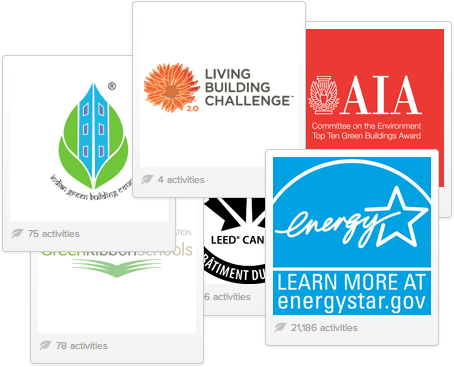 ®
indian green building
75 activities
LIVING
BUILDING
CHALLENGE™
2.0
4 activities
AIA
Committee on the Environment
Top Ten Green Buildings Award
GreenRibbonSchools
78 activities
LEED® CAN
BÂTIMENT DU
6 activities
energy
LEARN MORE AT
energystar.gov
21,186 activities